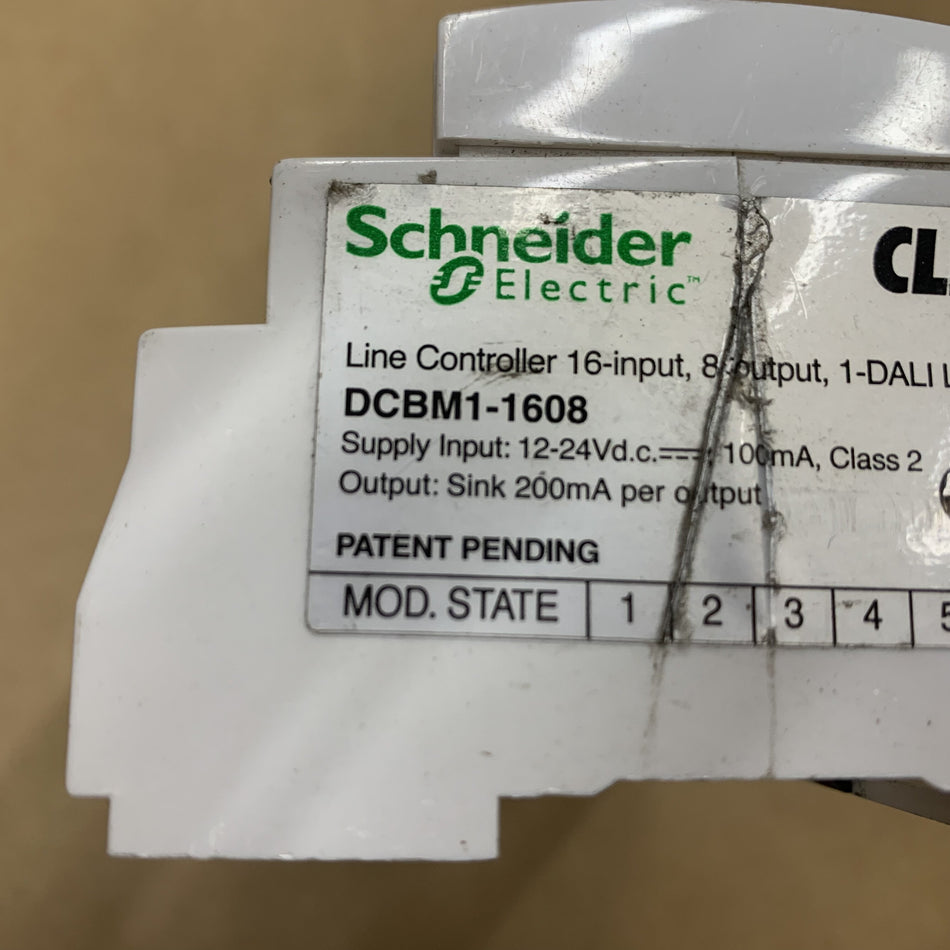 Schneider
Electric™
CL
Line Controller 16-input, 8-output, 1-DALI L
DCBM1-1608
Supply Input: 12-24Vd.c.⎓, 100mA, Class 2
Output: Sink 200mA per output
PATENT PENDING
MOD. STATE 1 2 3 4 5